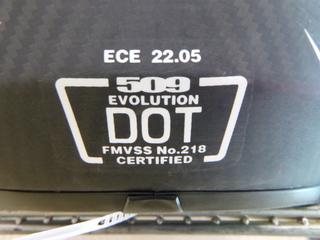 ECE 22.05
509
EVOLUTION
DOT
FMVSS No.218
CERTIFIED